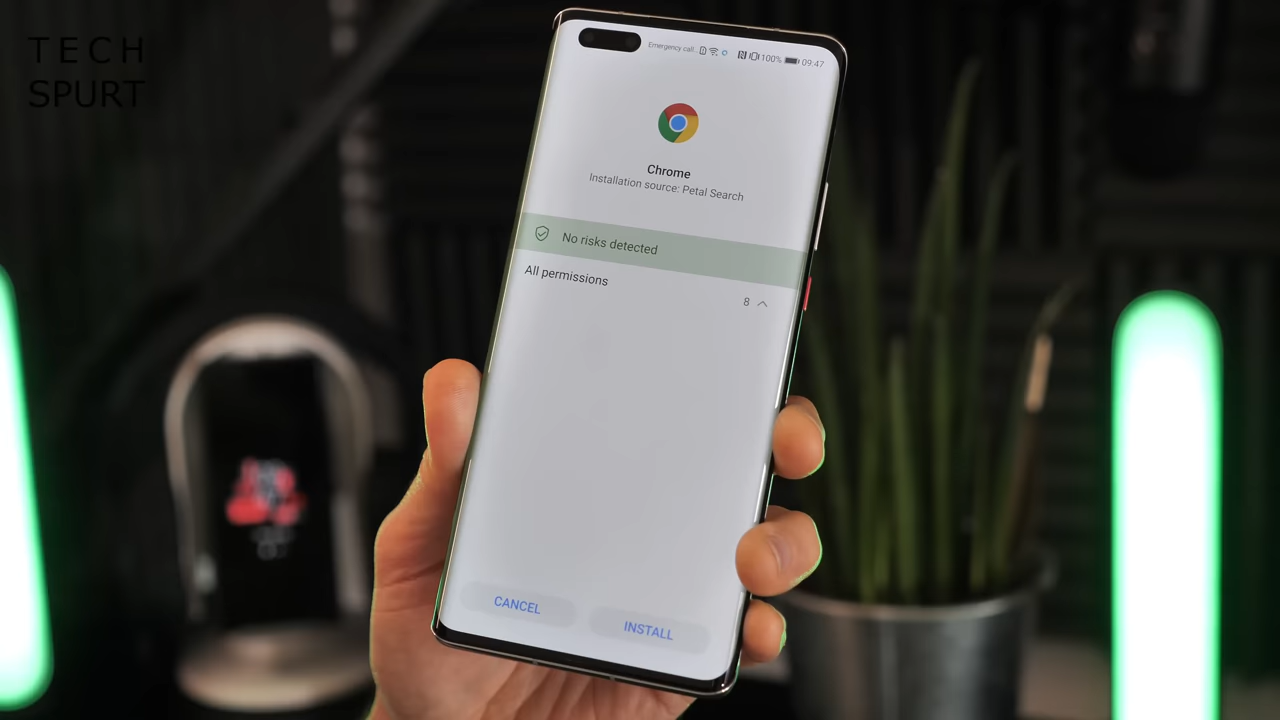 TECH
SPURT
Emergency call... 100% 09:47
Chrome
Installation source: Petal Search
No risks detected
All permissions
8
CANCEL
INSTALL